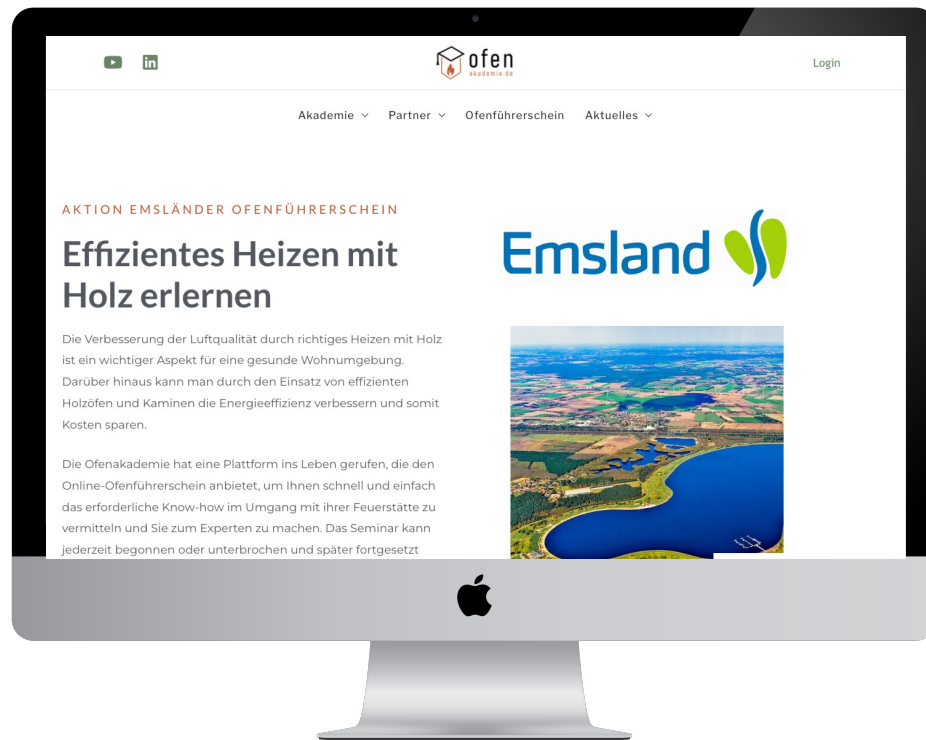 ofen
akademie.de
Login
Akademie
Partner
Ofenführerschein
Aktuelles
AKTION EMSLÄNDER OFENFÜHRERSCHEIN
Effizientes Heizen mit
Holz erlernen
Die Verbesserung der Luftqualität durch richtiges Heizen mit Holz
ist ein wichtiger Aspekt für eine gesunde Wohnumgebung.
Darüber hinaus kann man durch den Einsatz von effizienten
Holzöfen und Kaminen die Energieeffizienz verbessern und somit
Kosten sparen.
Die Ofenakademie hat eine Plattform ins Leben gerufen, die den
Online-Ofenführerschein anbietet, um Ihnen schnell und einfach
das erforderliche Know-how im Umgang mit ihrer Feuerstätte zu
vermitteln und Sie zum Experten zu machen. Das Seminar kann
jederzeit begonnen oder unterbrochen und später fortgesetzt
Emsland